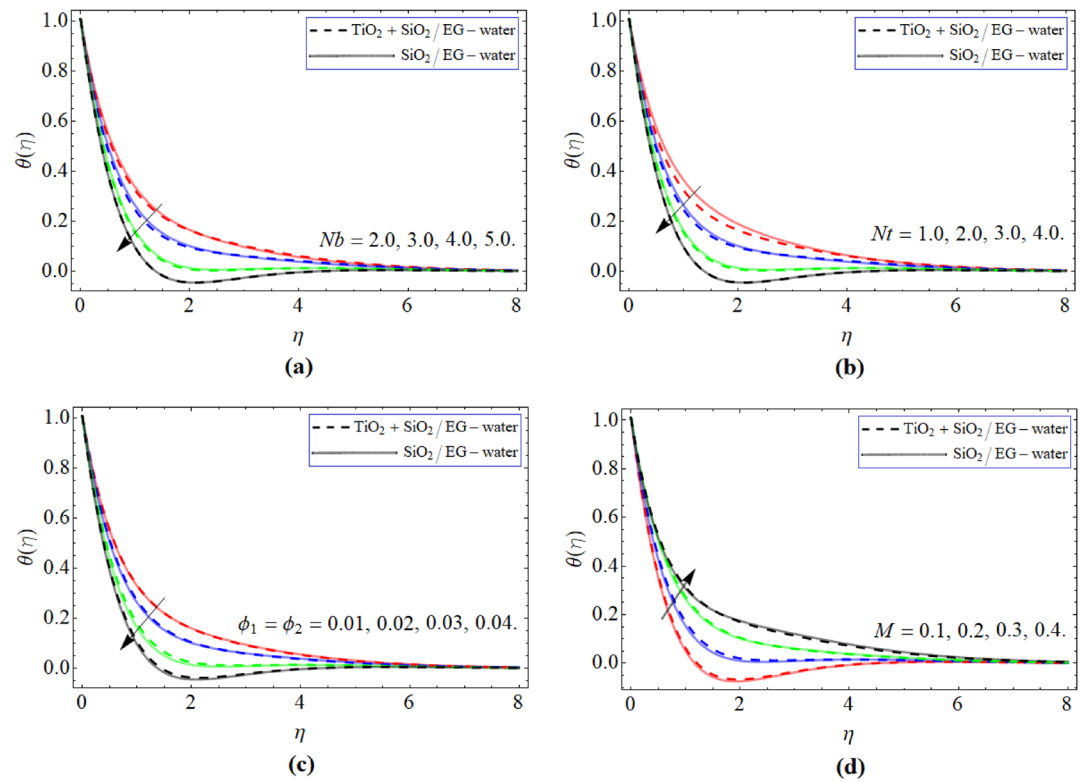 TiO2 + SiO2/EG–water
SiO2/EG–water
1.0
0.8
0.6
0.4
0.2
0.0
θ(η)
Nb = 2.0, 3.0, 4.0, 5.0.
0 2 4 6 8
η
(a)
TiO2 + SiO2/EG–water
SiO2/EG–water
1.0
0.8
0.6
0.4
0.2
0.0
θ(η)
Nt = 1.0, 2.0, 3.0, 4.0.
0 2 4 6 8
η
(b)
TiO2 + SiO2/EG–water
SiO2/EG–water
1.0
0.8
0.6
0.4
0.2
0.0
θ(η)
ϕ1 = ϕ2 = 0.01, 0.02, 0.03, 0.04.
0 2 4 6 8
η
(c)
TiO2 + SiO2/EG–water
SiO2/EG–water
1.0
0.8
0.6
0.4
0.2
0.0
θ(η)
M = 0.1, 0.2, 0.3, 0.4.
0 2 4 6 8
η
(d)